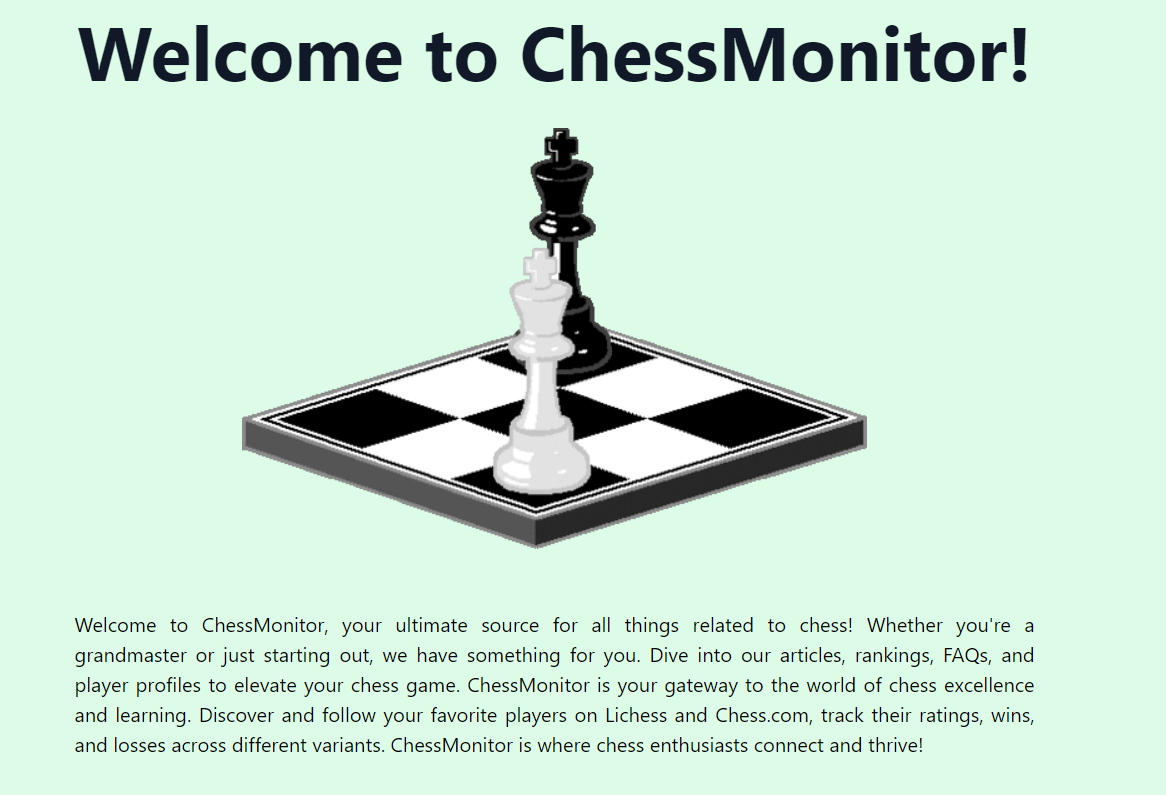 Welcome to ChessMonitor!
Welcome to ChessMonitor, your ultimate source for all things related to chess! Whether you're a
grandmaster or just starting out, we have something for you. Dive into our articles, rankings, FAQs, and
player profiles to elevate your chess game. ChessMonitor is your gateway to the world of chess excellence
and learning. Discover and follow your favorite players on Lichess and Chess.com, track their ratings, wins,
and losses across different variants. ChessMonitor is where chess enthusiasts connect and thrive!